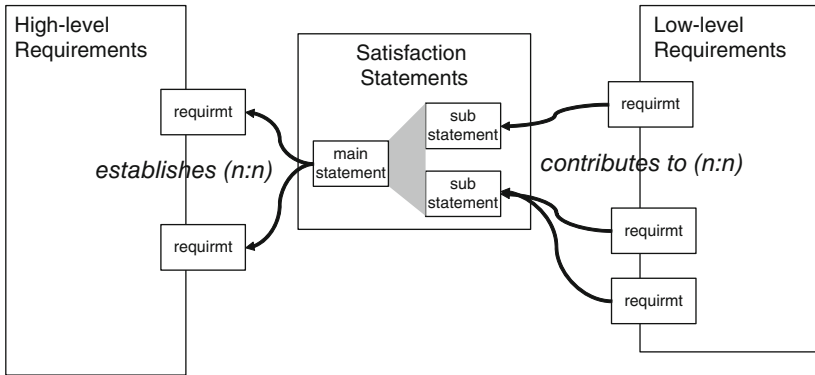 High-level
Requirements
Satisfaction
Statements
Low-level
Requirements
requirmt
requirmt
sub
statement
main
statement
establishes (n:n)
contributes to (n:n)
sub
statement
requirmt
requirmt
requirmt